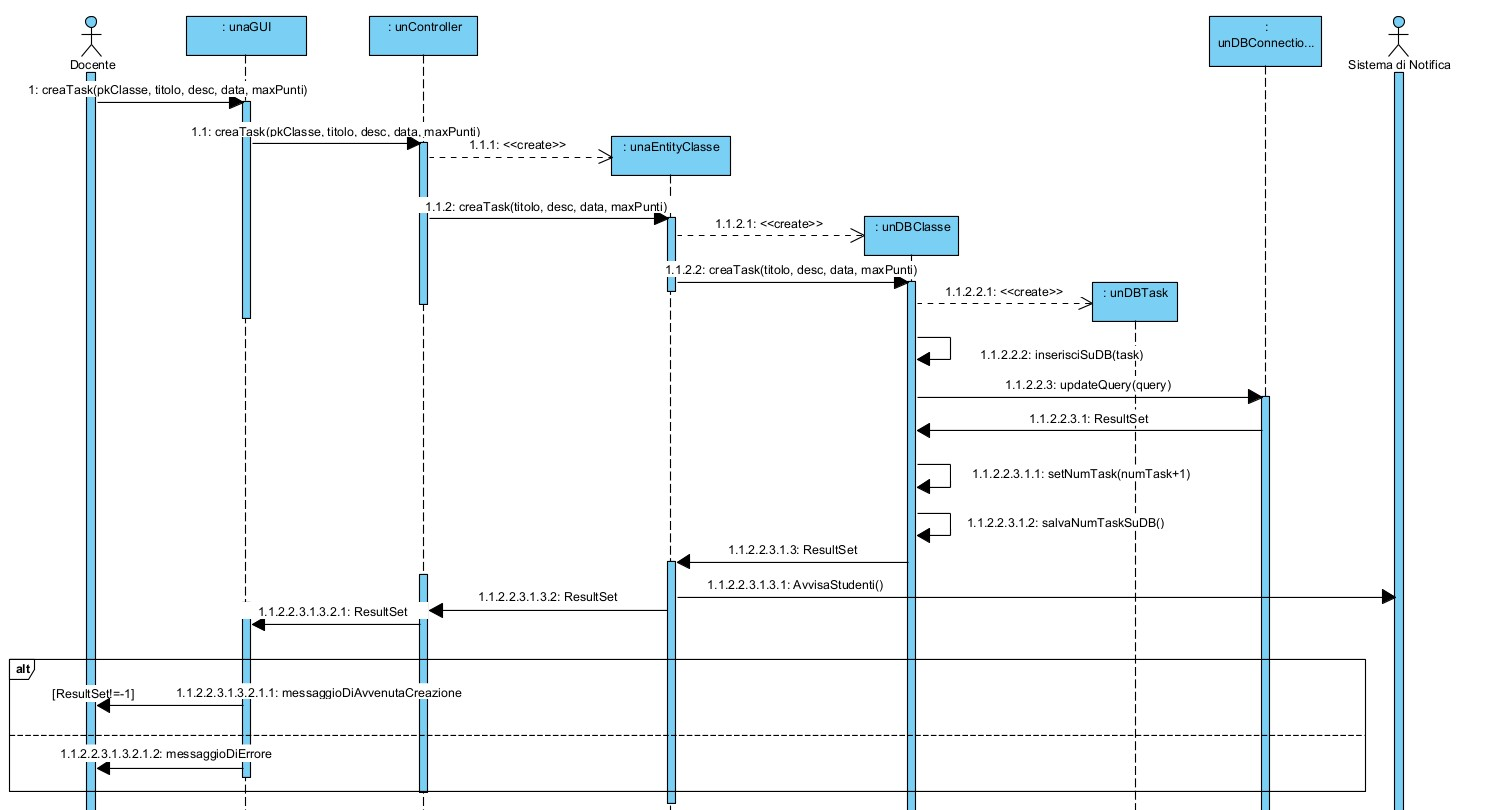 : unaGUI
: unController
:
unDBConnectio...
Docente
Sistema di Notifica
1: creaTask(pkClasse, titolo, desc, data, maxPunti)
1.1: creaTask(pkClasse, titolo, desc, data, maxPunti)
1.1.1: <<create>>
: unaEntityClasse
1.1.2: creaTask(titolo, desc, data, maxPunti)
1.1.2.1: <<create>>
: unDBClasse
1.1.2.2: creaTask(titolo, desc, data, maxPunti)
1.1.2.2.1: <<create>>
: unDBTask
1.1.2.2.2: inserisciSuDB(task)
1.1.2.2.3: updateQuery(query)
1.1.2.2.3.1: ResultSet
1.1.2.2.3.1.1: setNumTask(numTask+1)
1.1.2.2.3.1.2: salvaNumTaskSuDB()
1.1.2.2.3.1.3: ResultSet
1.1.2.2.3.1.3.1: AvvisaStudenti()
1.1.2.2.3.1.3.2: ResultSet
1.1.2.2.3.1.3.2.1: ResultSet
alt
[ResultSet!=-1]
1.1.2.2.3.1.3.2.1.1: messaggioDiAvvenutaCreazione
1.1.2.2.3.1.3.2.1.2: messaggioDiErrore